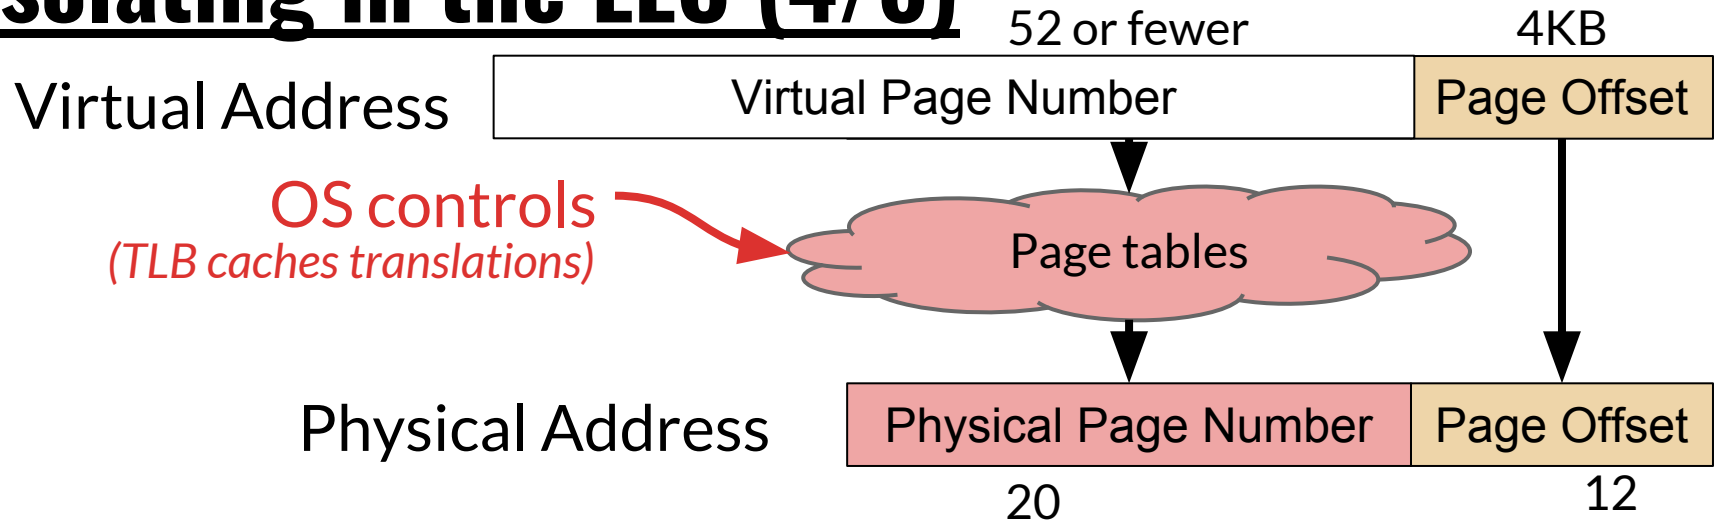 52 or fewer 4KB
Virtual Address Virtual Page Number Page Offset
OS controls
(TLB caches translations)
Page tables
Physical Address Physical Page Number Page Offset
20 12